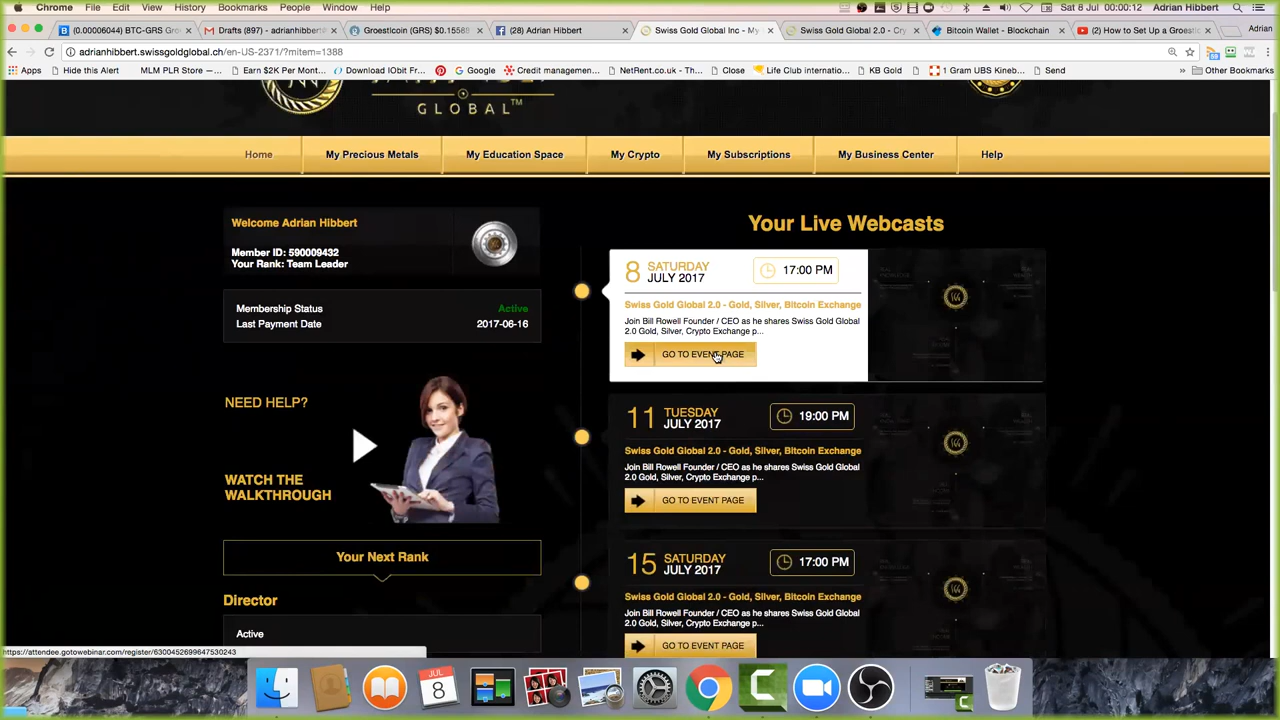 Chrome File Edit View History Bookmarks People Window Help Sat 8 Jul 00:00:12 Adrian Hibbert
(0.00006044) BTC-GRS Gro
Drafts (897) - adrianhibbert
Groestlcoin (GRS) $0.1556
(28) Adrian Hibbert
Swiss Gold Global Inc - My
Swiss Gold Global 2.0 - Cry
Bitcoin Wallet - Blockchain
(2) How to Set Up a Groest
Adrian
adrianhibbert.swissgoldglobal.ch/en-US-2371/?mitem=1388
Apps Hide this Alert MLM PLR Store —... Earn $2K Per Mont... Download IObit Fr... Google Credit managemen... NetRent.co.uk - Th... Close Life Club internatio... KB Gold 1 Gram UBS Kineb... Send » Other Bookmarks
GLOBAL™
Home My Precious Metals My Education Space My Crypto My Subscriptions My Business Center Help
Welcome Adrian Hibbert
Member ID: 590009432
Your Rank: Team Leader
Membership Status Active
Last Payment Date 2017-06-16
NEED HELP?
WATCH THE
WALKTHROUGH
Your Next Rank
Director
Active
Your Live Webcasts
8 SATURDAY
JULY 2017
17:00 PM
Swiss Gold Global 2.0 - Gold, Silver, Bitcoin Exchange
Join Bill Rowell Founder / CEO as he shares Swiss Gold Global
2.0 Gold, Silver, Crypto Exchange p...
GO TO EVENT PAGE
11 TUESDAY
JULY 2017
19:00 PM
Swiss Gold Global 2.0 - Gold, Silver, Bitcoin Exchange
Join Bill Rowell Founder / CEO as he shares Swiss Gold Global
2.0 Gold, Silver, Crypto Exchange p...
GO TO EVENT PAGE
15 SATURDAY
JULY 2017
17:00 PM
Swiss Gold Global 2.0 - Gold, Silver, Bitcoin Exchange
Join Bill Rowell Founder / CEO as he shares Swiss Gold Global
2.0 Gold, Silver, Crypto Exchange p...
GO TO EVENT PAGE
https://attendee.gotowebinar.com/register/6300452699647530243
JUL
8